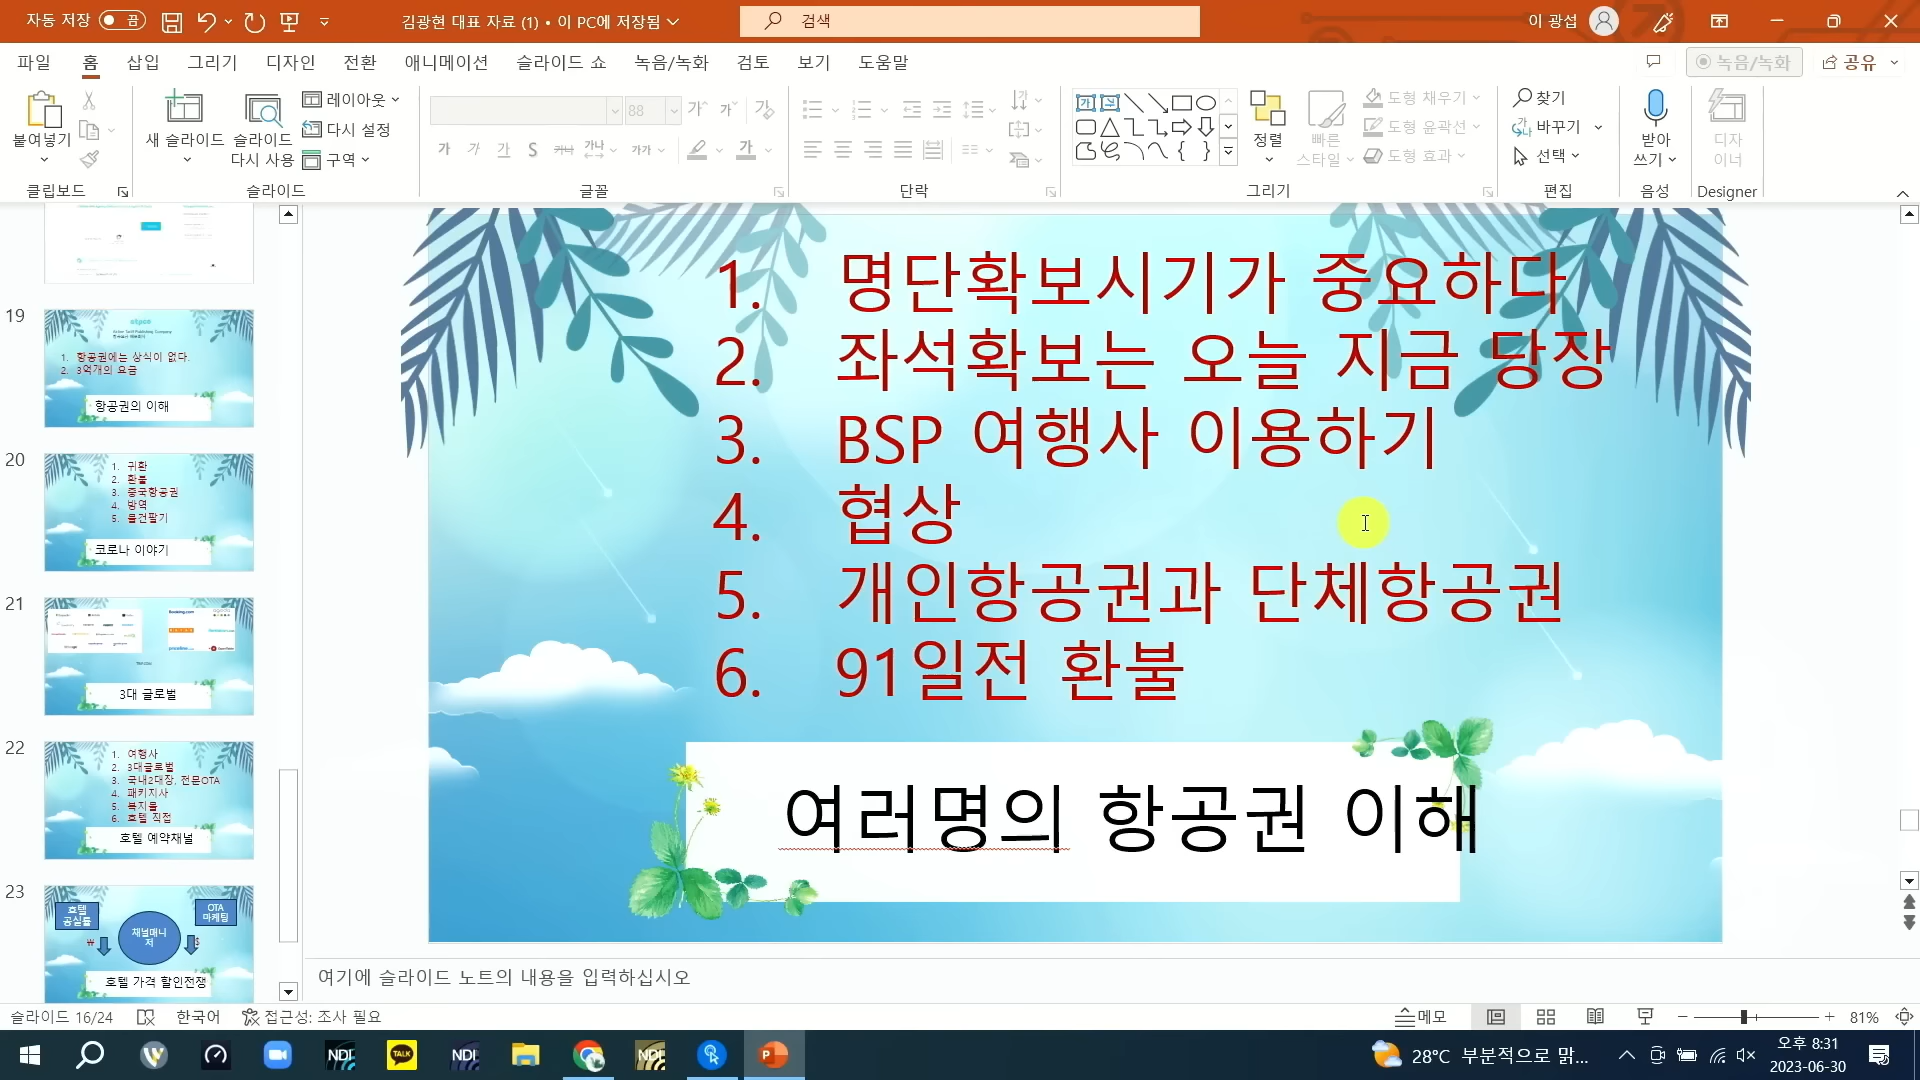 자동 저장 끔 김광현 대표 자료 (1) • 이 PC에 저장됨 검색 이 광섭
파일 홈 삽입 그리기 디자인 전환 애니메이션 슬라이드 쇼 녹음/녹화 검토 보기 도움말 녹음/녹화 공유
붙여넣기
새 슬라이드
슬라이드
다시 사용
레이아웃
다시 설정
구역
88
가 가 가 S 가나 가나 가가 가
정렬
빠른
스타일
도형 채우기
도형 윤곽선
도형 효과
찾기
바꾸기
선택
받아
쓰기
디자
이너
클립보드 슬라이드 글꼴 단락 그리기 편집 음성 Designer
19
atpco
1. 항공권에는 상식이 없다.
2. 3억개의 요금
항공권의 이해
20
1. 귀환
2. 환불
3. 중국항공권
4. 방역
5. 물건팔기
코로나 이야기
21
3대 글로벌
22
1. 여행사
2. 3대글로벌
3. 국내2대장, 전문OTA
4. 패키지사
5. 복지몰
6. 호텔 직접
호텔 예약채널
23
호텔
공실률
채널매니
저
OTA
마케팅
₩
$
호텔 가격 할인전쟁
1. 명단확보시기가 중요하다
2. 좌석확보는 오늘 지금 당장
3. BSP 여행사 이용하기
4. 협상
5. 개인항공권과 단체항공권
6. 91일전 환불
여러명의 항공권 이해
여기에 슬라이드 노트의 내용을 입력하십시오
슬라이드 16/24 한국어 접근성: 조사 필요 메모 81%
NDI TALK NDI NDI P 28°C 부분적으로 맑... 오후 8:31
2023-06-30